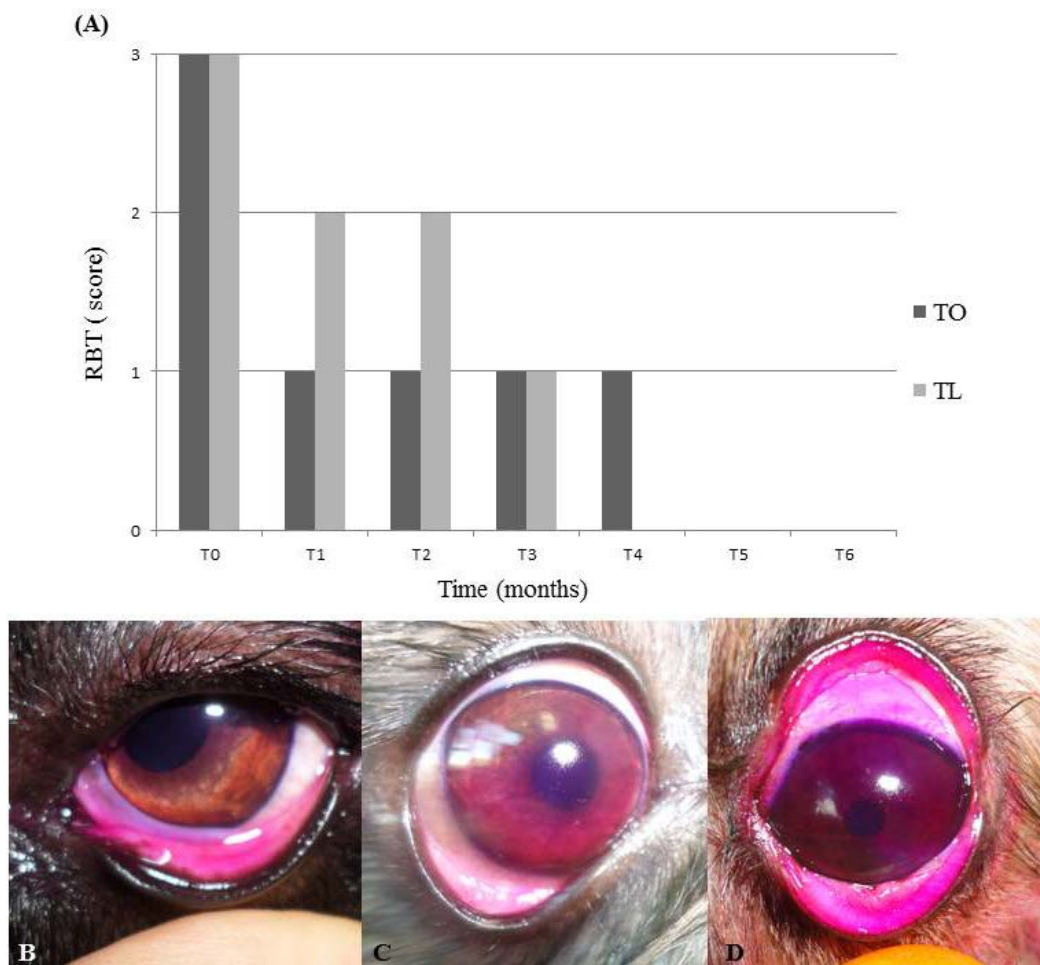 (A)
3
2
1
0
RBT ( score)
T0 T1 T2 T3 T4 T5 T6
Time (months)
TO
TL
B C D